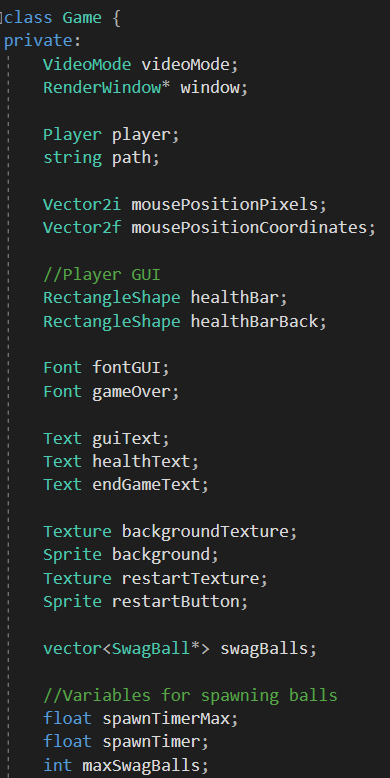 class Game {
private:
VideoMode videoMode;
RenderWindow* window;
Player player;
string path;
Vector2i mousePositionPixels;
Vector2f mousePositionCoordinates;
//Player GUI
RectangleShape healthBar;
RectangleShape healthBarBack;
Font fontGUI;
Font gameOver;
Text guiText;
Text healthText;
Text endGameText;
Texture backgroundTexture;
Sprite background;
Texture restartTexture;
Sprite restartButton;
vector<SwagBall*> swagBalls;
//Variables for spawning balls
float spawnTimerMax;
float spawnTimer;
int maxSwagBalls;